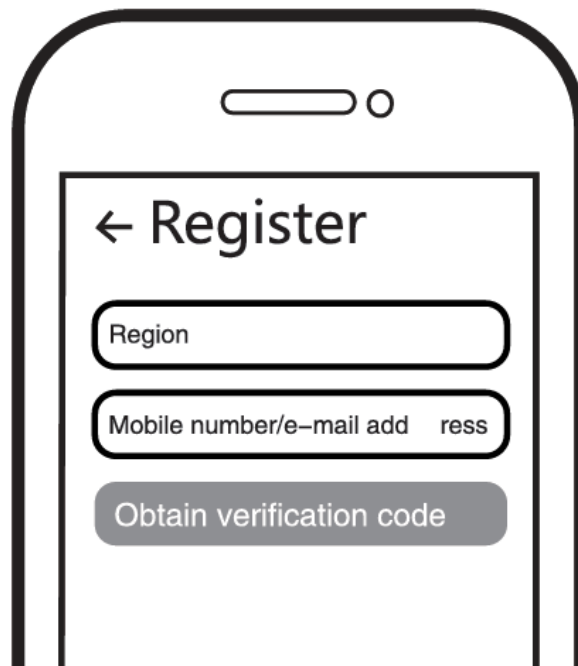 ← Register
Region
Mobile number/e-mail add ress
Obtain verification code